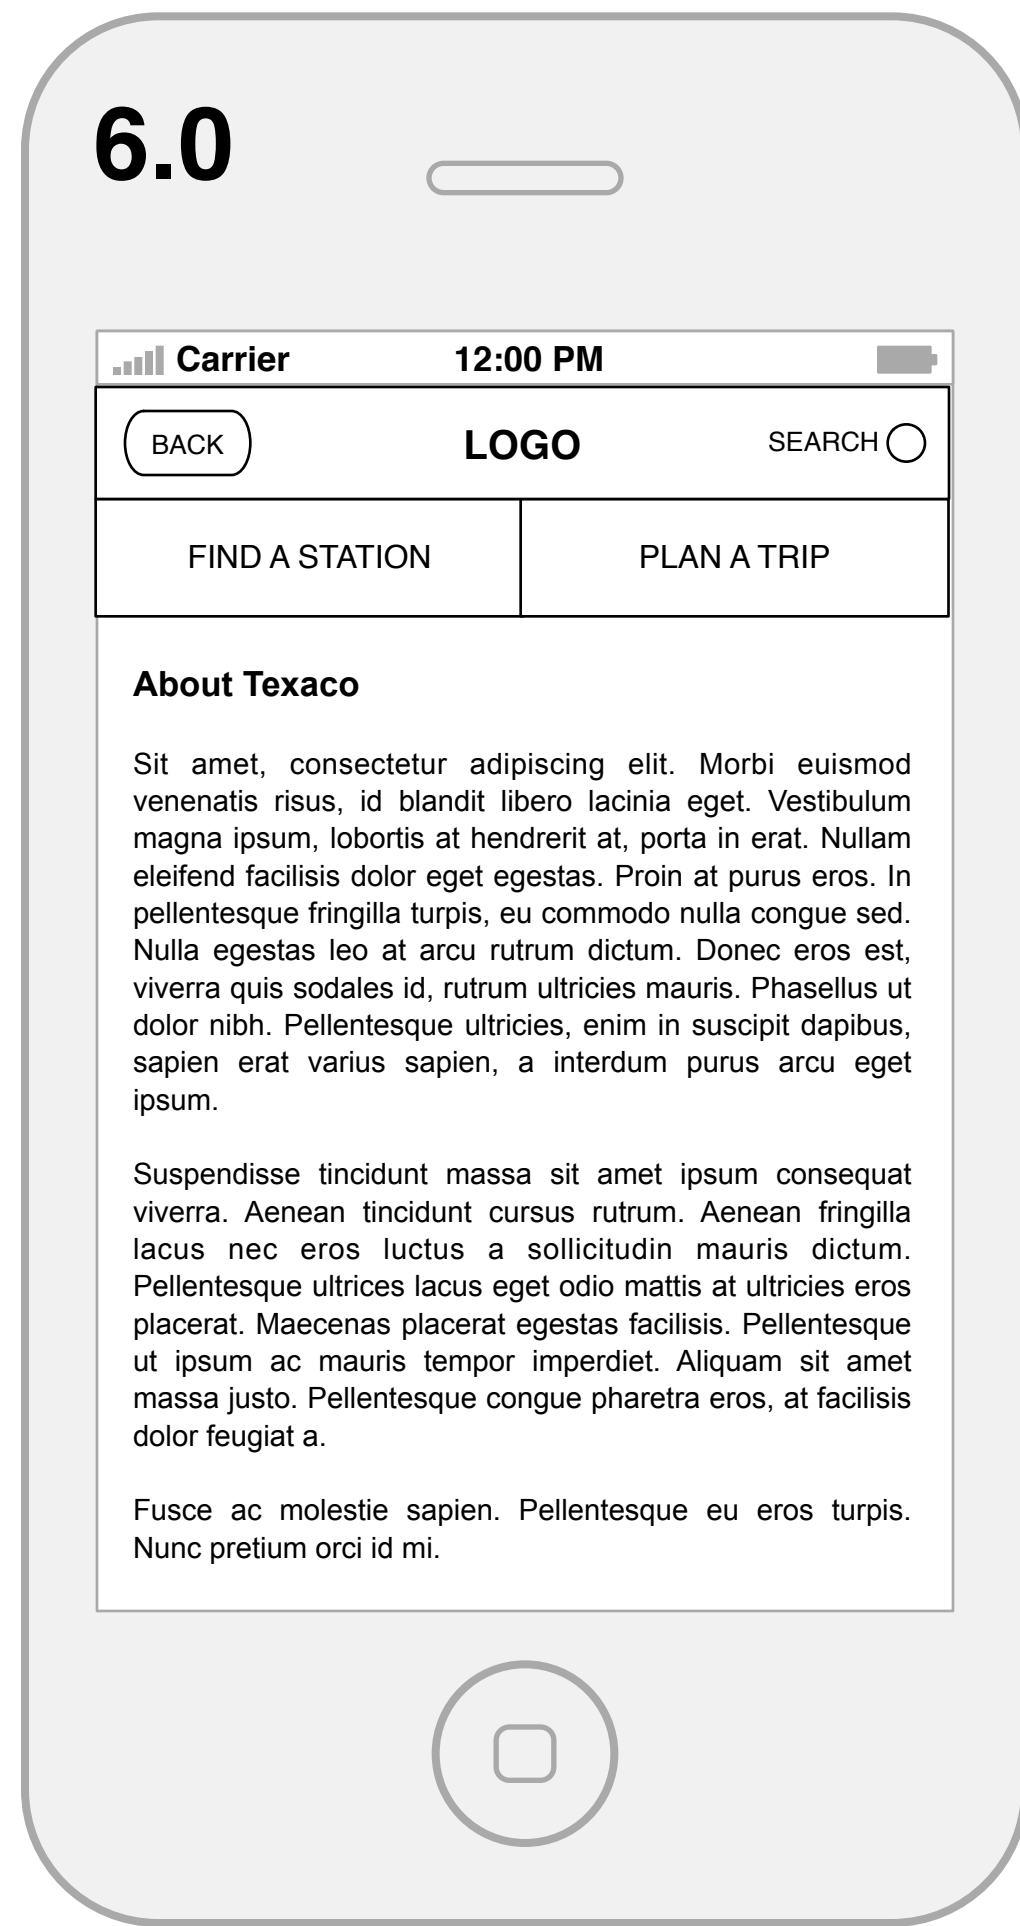 6.0
Carrier 12:00 PM
BACK LOGO SEARCH
FIND A STATION PLAN A TRIP
About Texaco
Sit amet, consectetur adipiscing elit. Morbi euismod
venenatis risus, id blandit libero lacinia eget. Vestibulum
magna ipsum, lobortis at hendrerit at, porta in erat. Nullam
eleifend facilisis dolor eget egestas. Proin at purus eros. In
pellentesque fringilla turpis, eu commodo nulla congue sed.
Nulla egestas leo at arcu rutrum dictum. Donec eros est,
viverra quis sodales id, rutrum ultricies mauris. Phasellus ut
dolor nibh. Pellentesque ultricies, enim in suscipit dapibus,
sapien erat varius sapien, a interdum purus arcu eget
ipsum.
Suspendisse tincidunt massa sit amet ipsum consequat
viverra. Aenean tincidunt cursus rutrum. Aenean fringilla
lacus nec eros luctus a sollicitudin mauris dictum.
Pellentesque ultrices lacus eget odio mattis at ultricies eros
placerat. Maecenas placerat egestas facilisis. Pellentesque
ut ipsum ac mauris tempor imperdiet. Aliquam sit amet
massa justo. Pellentesque congue pharetra eros, at facilisis
dolor feugiat a.
Fusce ac molestie sapien. Pellentesque eu eros turpis.
Nunc pretium orci id mi.